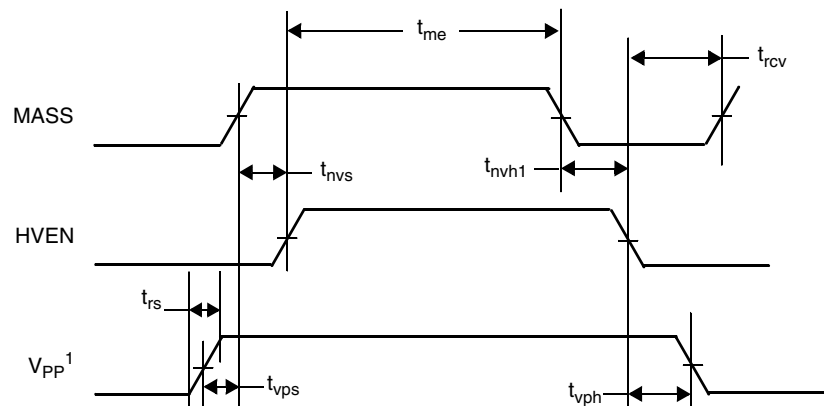 t_me
t_rcv
MASS
t_nvs
t_nvh1
HVEN
t_rs
V_PP^1
t_vps
t_vph